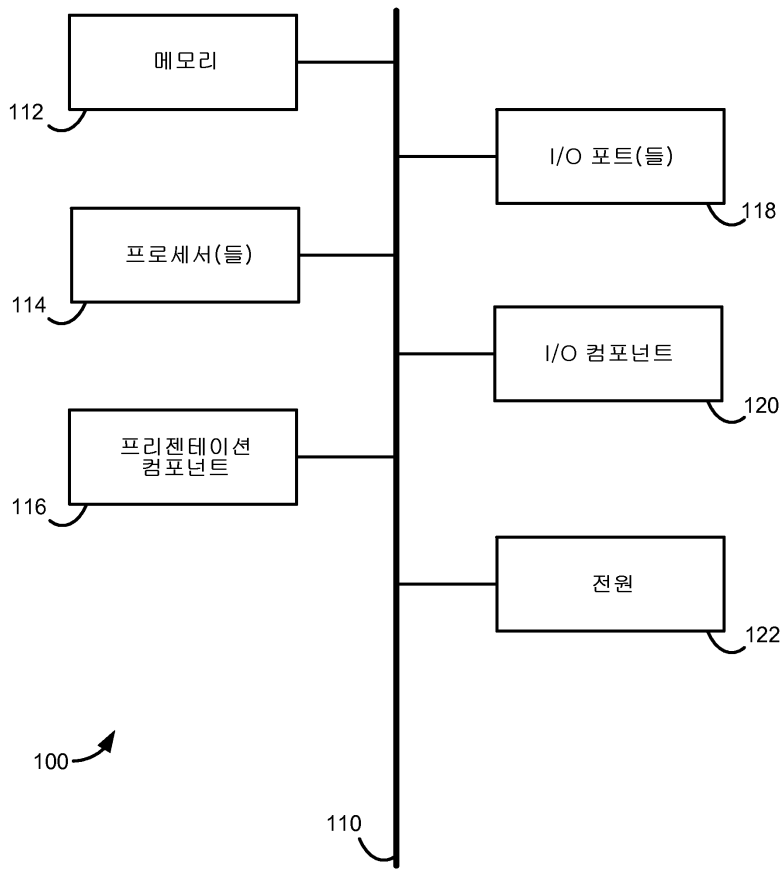 메모리
112
I/O 포트(들)
118
프로세서(들)
114
I/O 컴포넌트
120
프리젠테이션
컴포넌트
116
전원
122
100
110